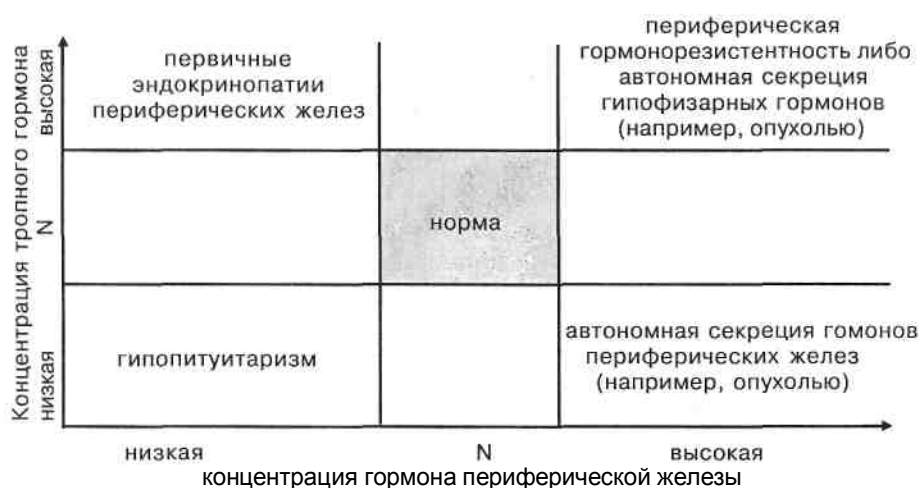 Концентрация тропного гормона
высокая
N
низкая
первичные
эндокринопатии
периферических желез
периферическая
гормонорезистентность либо
автономная секреция
гипофизарных гормонов
(например, опухолью)
норма
гипопитуитаризм
автономная секреция гомонов
периферических желез
(например, опухолью)
низкая
N
высокая
концентрация гормона периферической железы